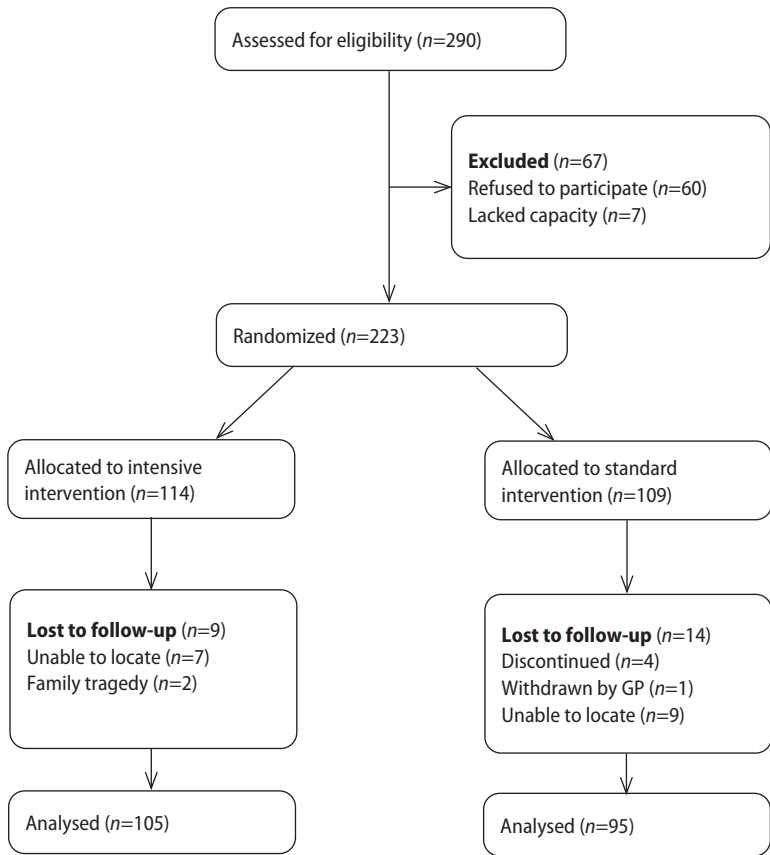 Assessed for eligibility (n=290)
Excluded (n=67)
Refused to participate (n=60)
Lacked capacity (n=7)
Randomized (n=223)
Allocated to intensive
intervention (n=114)
Allocated to standard
intervention (n=109)
Lost to follow-up (n=9)
Unable to locate (n=7)
Family tragedy (n=2)
Lost to follow-up (n=14)
Discontinued (n=4)
Withdrawn by GP (n=1)
Unable to locate (n=9)
Analysed (n=105)
Analysed (n=95)